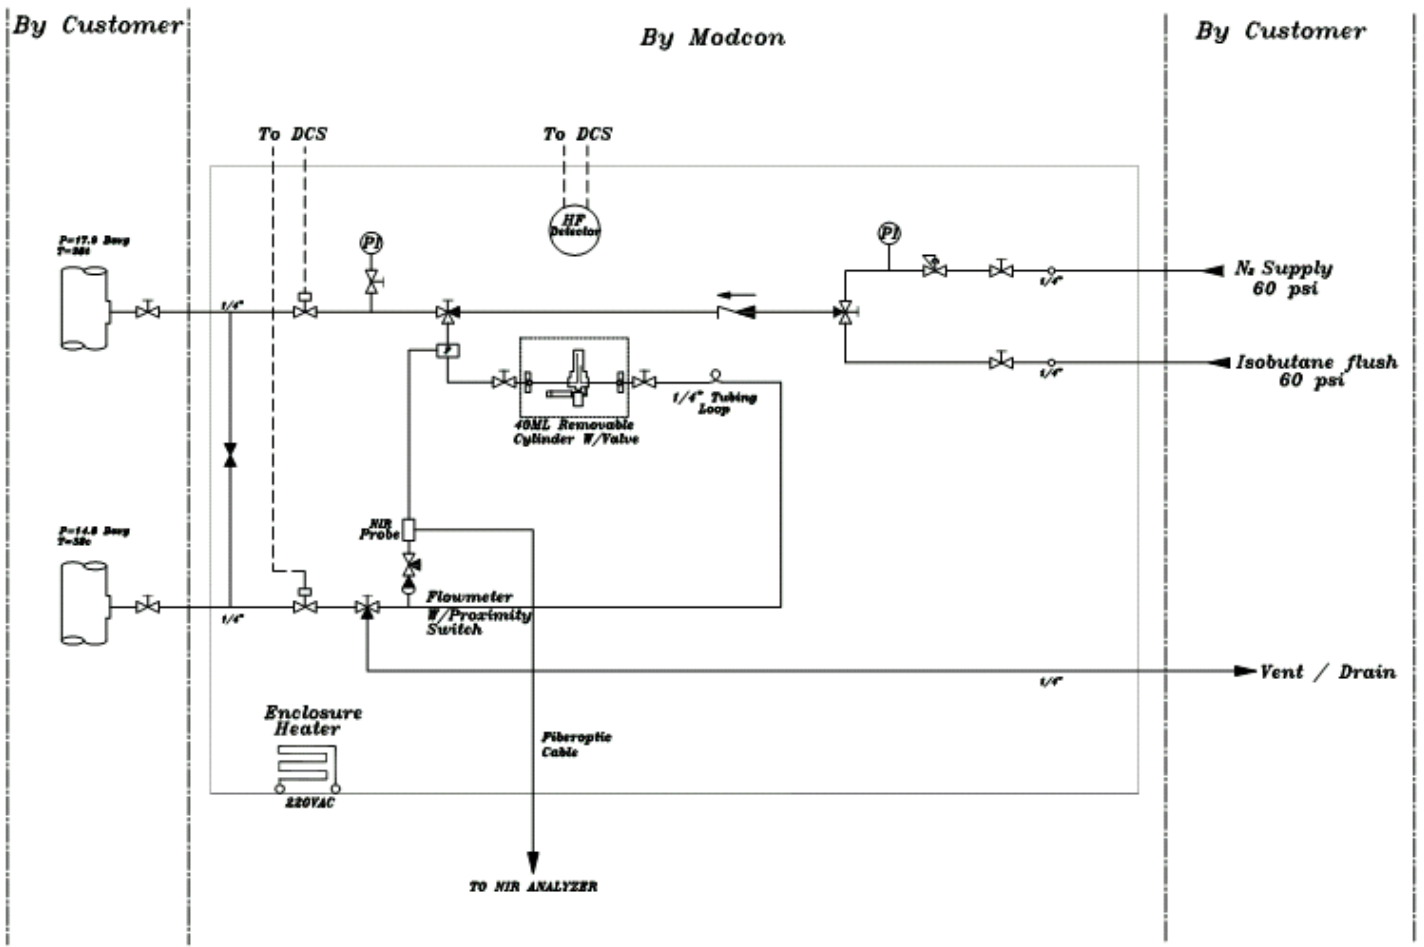 By Customer
By Modcon
By Customer
To DCS
To DCS
HF
Detector
PI
PI
T=38c
1/4"
1/4"
N₂ Supply
60 psi
Isobutane flush
60 psi
1/4"
F
1/4" Tubing
Loop
40ML Removable
Cylinder W/Valve
NIR
Probe
T=38c
Flowmeter
W/Proximity
Switch
1/4"
1/4"
Vent / Drain
Enclosure
Heater
220VAC
Fiberoptic
Cable
TO NIR ANALYZER